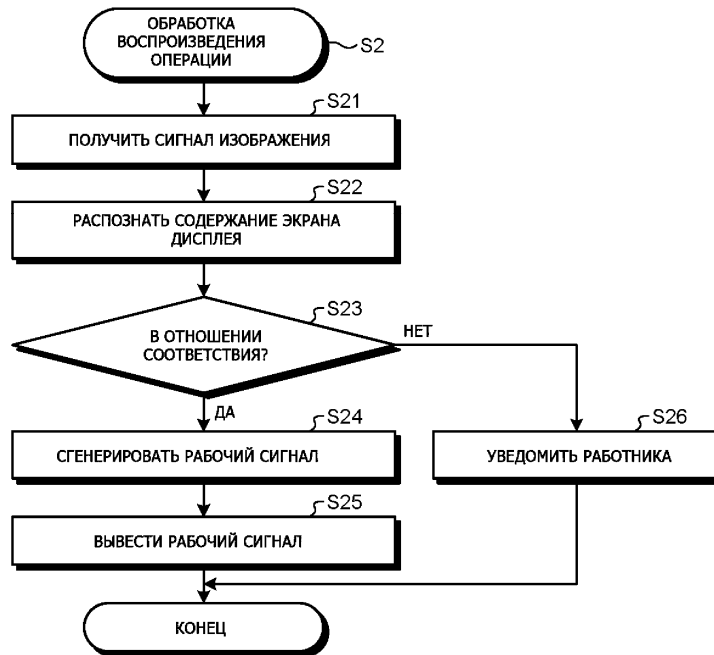 ОБРАБОТКА
ВОСПРОИЗВЕДЕНИЯ
ОПЕРАЦИИ
S2
S21
ПОЛУЧИТЬ СИГНАЛ ИЗОБРАЖЕНИЯ
S22
РАСПОЗНАТЬ СОДЕРЖАНИЕ ЭКРАНА
ДИСПЛЕЯ
S23
В ОТНОШЕНИИ
СООТВЕТСТВИЯ?
НЕТ
ДА
S24
СГЕНЕРИРОВАТЬ РАБОЧИЙ СИГНАЛ
S26
УВЕДОМИТЬ РАБОТНИКА
S25
ВЫВЕСТИ РАБОЧИЙ СИГНАЛ
КОНЕЦ